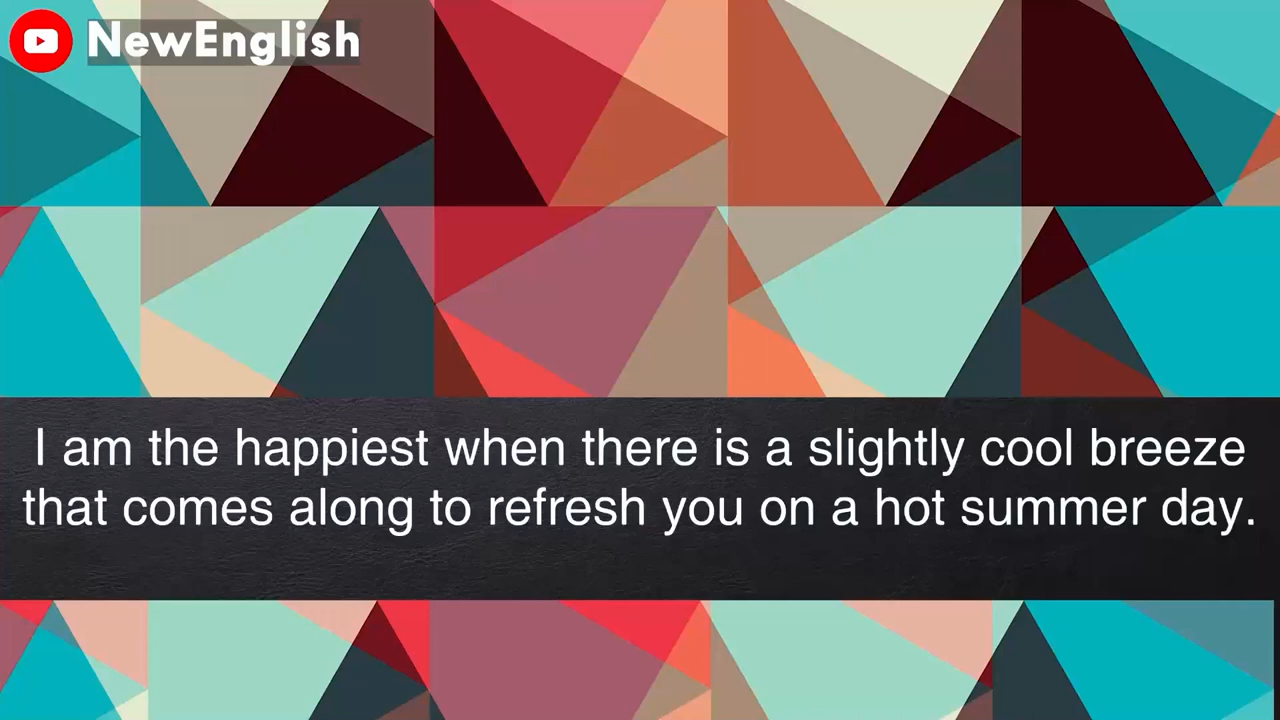 NewEnglish
I am the happiest when there is a slightly cool breeze
that comes along to refresh you on a hot summer day.